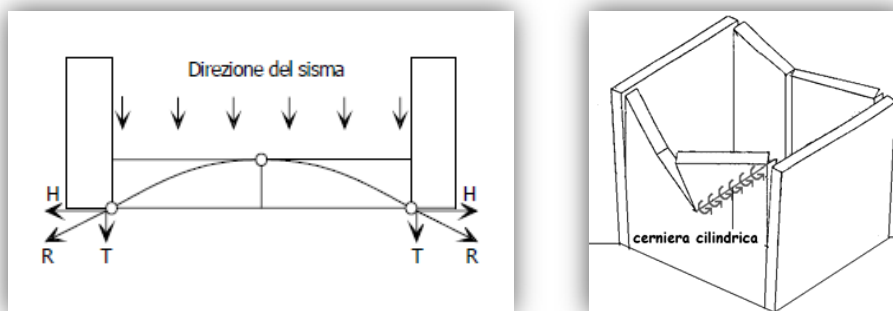 Direzione del sisma
H H
R T T R
cerniera cilindrica